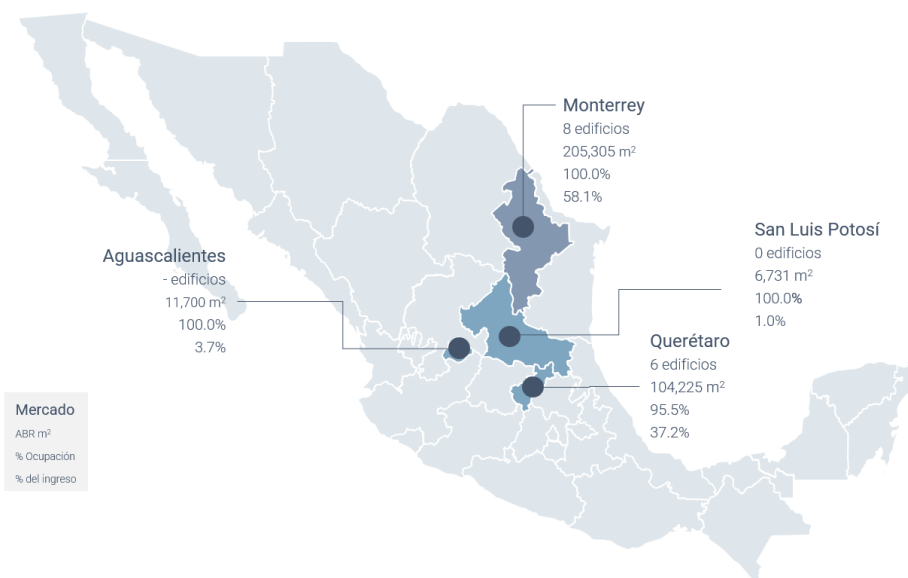 Monterrey
8 edificios
205,305 m²
100.0%
58.1%
San Luis Potosí
0 edificios
6,731 m²
100.0%
1.0%
Aguascalientes
- edificios
11,700 m²
100.0%
3.7%
Querétaro
6 edificios
104,225 m²
95.5%
37.2%
Mercado
ABR m²
% Ocupación
% del ingreso